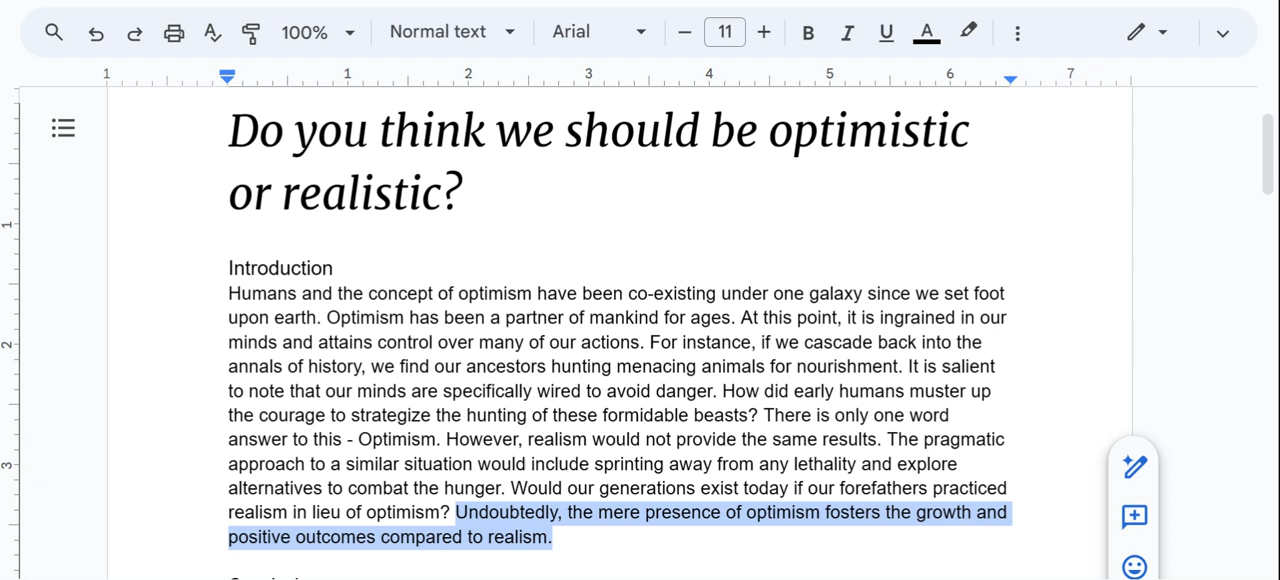 100% Normal text Arial 11 B I U A
1 1 2 3 4 5 6 7
Do you think we should be optimistic
or realistic?
1
Introduction
Humans and the concept of optimism have been co-existing under one galaxy since we set foot
upon earth. Optimism has been a partner of mankind for ages. At this point, it is ingrained in our
2
minds and attains control over many of our actions. For instance, if we cascade back into the
annals of history, we find our ancestors hunting menacing animals for nourishment. It is salient
to note that our minds are specifically wired to avoid danger. How did early humans muster up
the courage to strategize the hunting of these formidable beasts? There is only one word
answer to this - Optimism. However, realism would not provide the same results. The pragmatic
3
approach to a similar situation would include sprinting away from any lethality and explore
alternatives to combat the hunger. Would our generations exist today if our forefathers practiced
realism in lieu of optimism? Undoubtedly, the mere presence of optimism fosters the growth and
positive outcomes compared to realism.